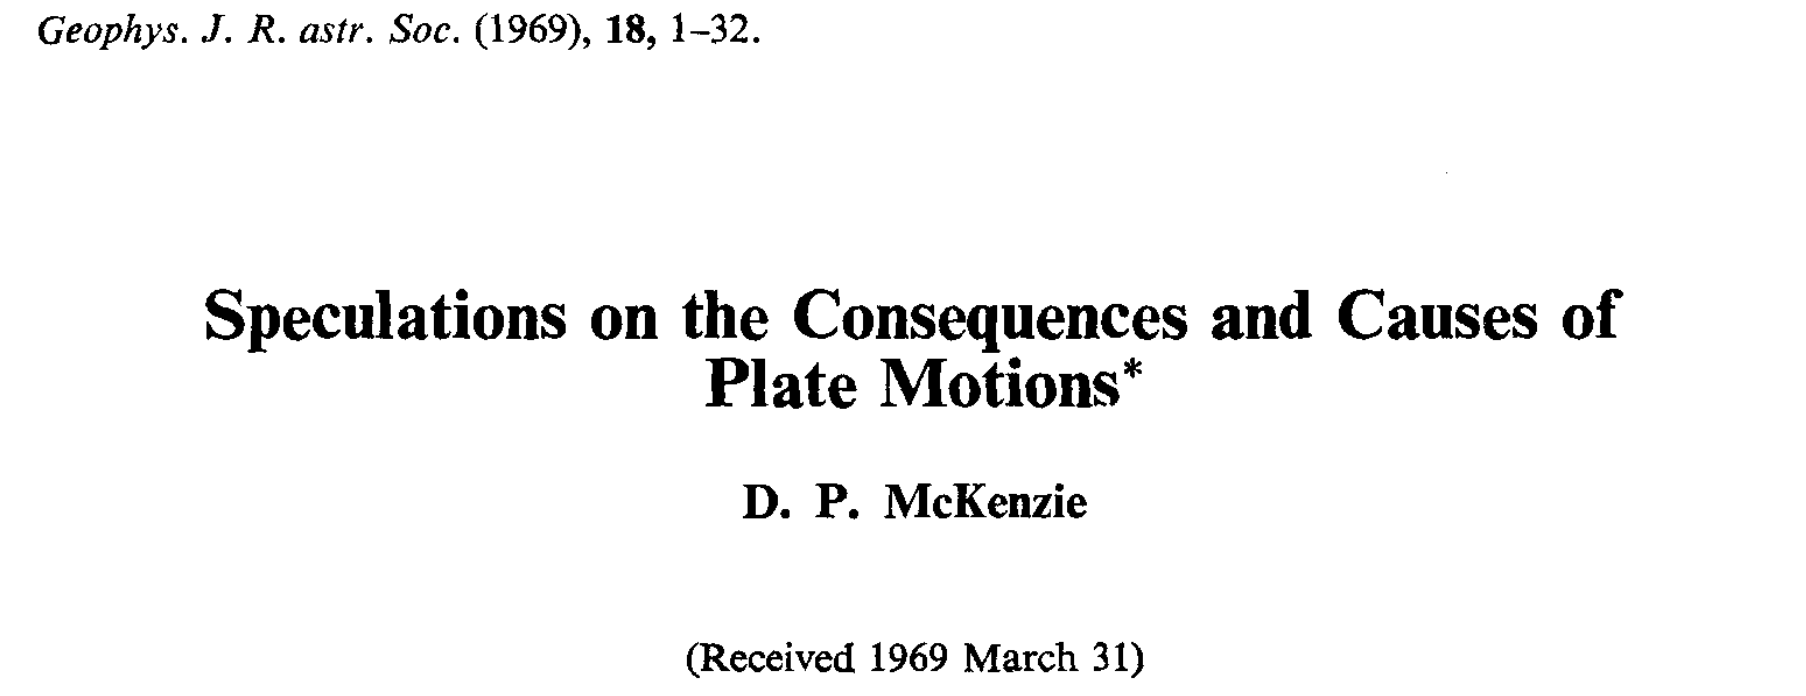 Geophys. J. R. astr. Soc. (1969), 18, 1–32.
Speculations on the Consequences and Causes of
Plate Motions*
D. P. McKenzie
(Received 1969 March 31)